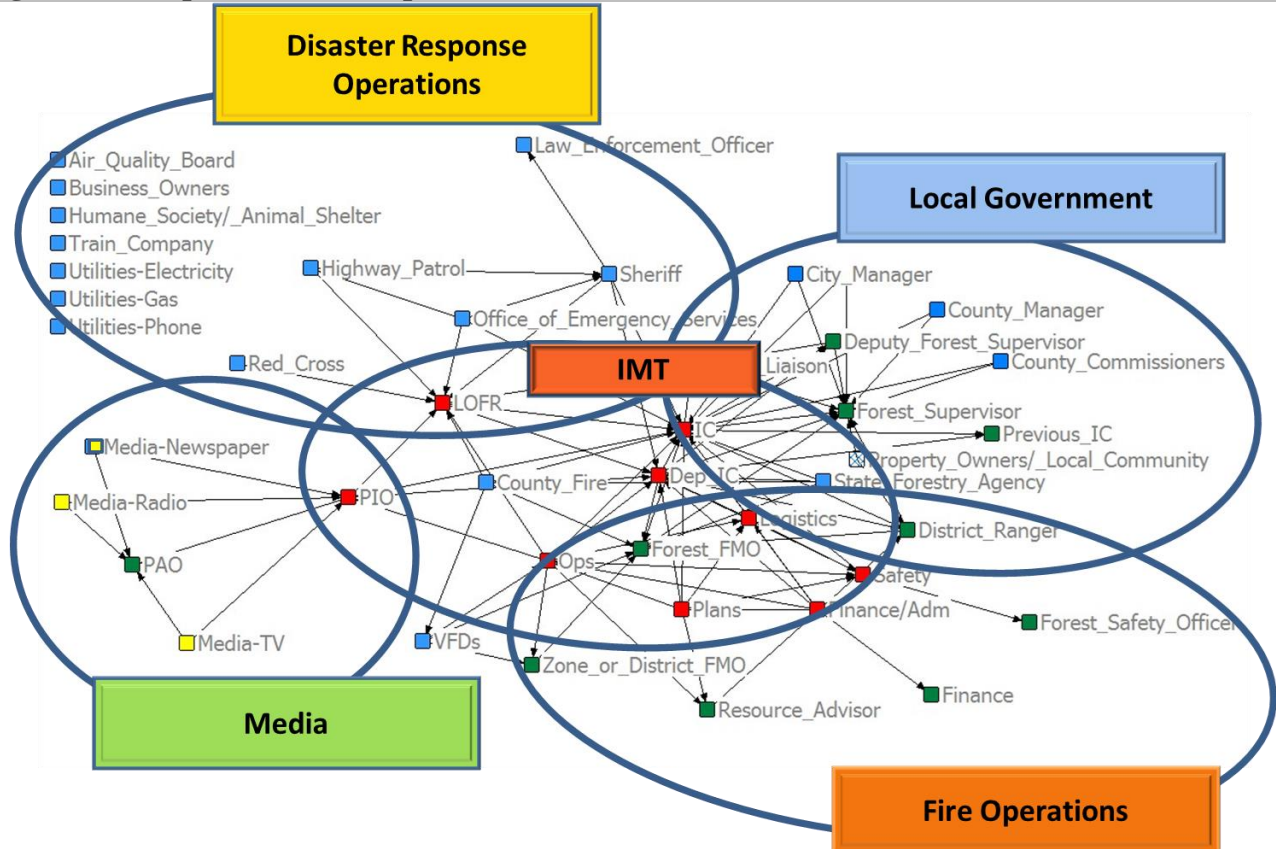 Disaster Response
Operations
Law_Enforcement_Officer
Air_Quality_Board
Business_Owners
Humane_Society/_Animal_Shelter
Train_Company
Utilities-Electricity
Utilities-Gas
Utilities-Phone
Local Government
Highway_Patrol
Sheriff
City_Manager
Office_of_Emergency_Services
County_Manager
Deputy_Forest_Supervisor
Red_Cross
IMT
Liaison
County_Commissioners
LOFR
Forest_Supervisor
IC
Previous_IC
Media-Newspaper
Property_Owners/_Local_Community
Dep_IC
County_Fire
State_Forestry_Agency
Media-Radio
PIO
Logistics
District_Ranger
Forest_FMO
PAO
Ops
Safety
Plans
Finance/Adm
Forest_Safety_Officer
Media-TV
VFDs
Zone_or_District_FMO
Finance
Resource_Advisor
Media
Fire Operations